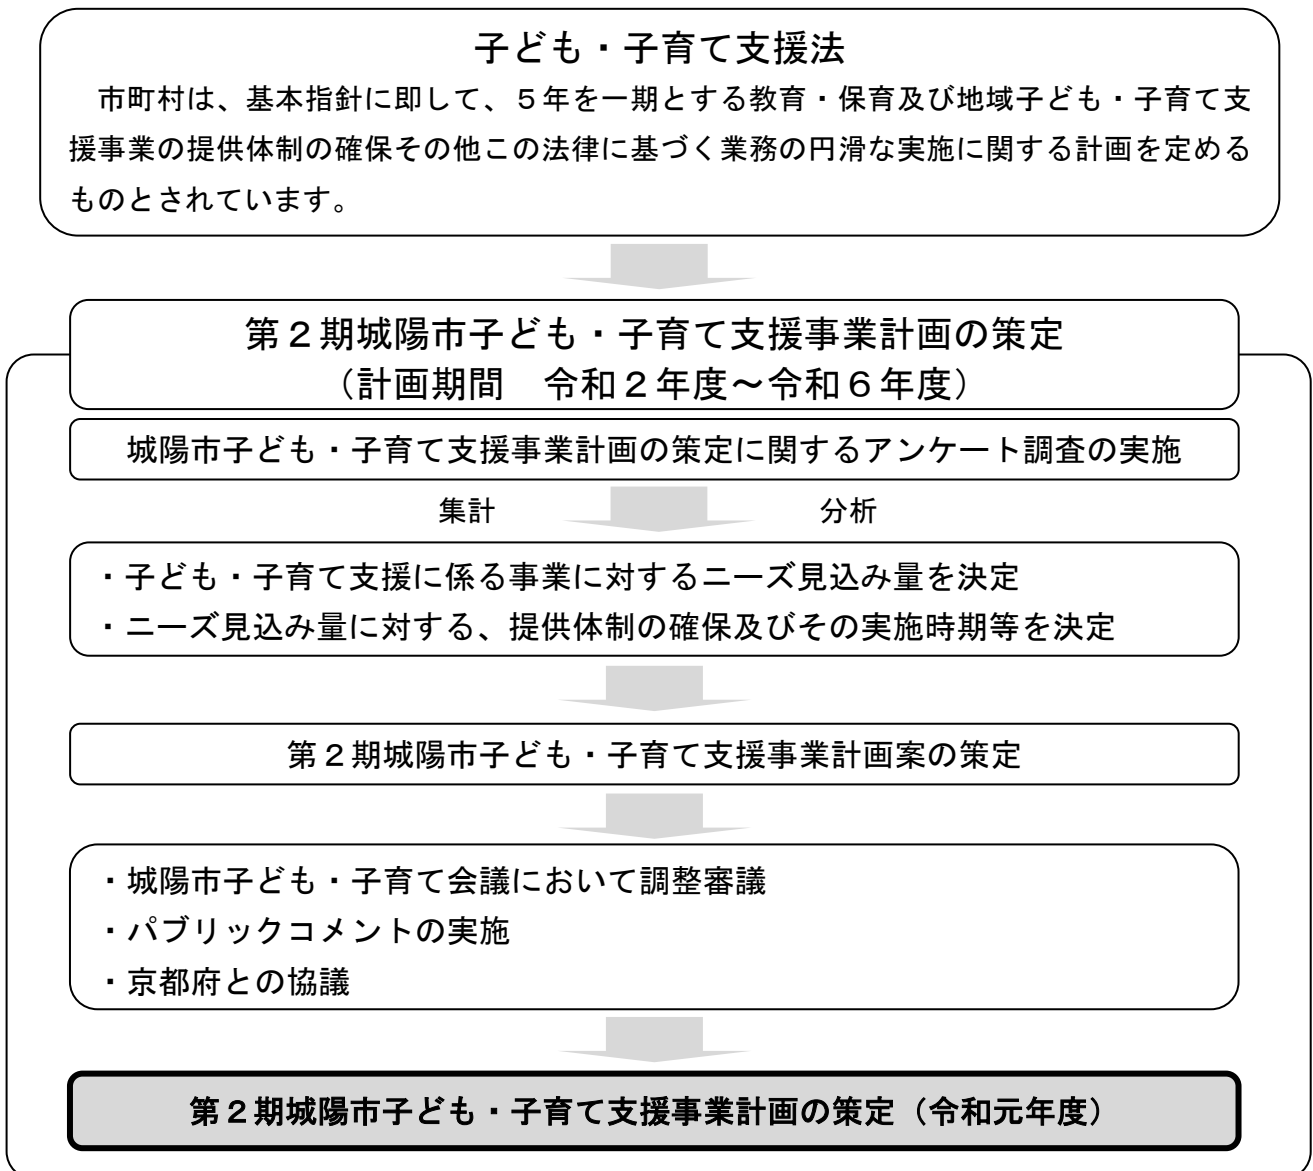 子ども・子育て支援法
市町村は、基本指針に即して、５年を一期とする教育・保育及び地域子ども・子育て支
援事業の提供体制の確保その他この法律に基づく業務の円滑な実施に関する計画を定める
ものとされています。
第２期城陽市子ども・子育て支援事業計画の策定
（計画期間　令和２年度～令和６年度）
城陽市子ども・子育て支援事業計画の策定に関するアンケート調査の実施
集計　分析
・子ども・子育て支援に係る事業に対するニーズ見込み量を決定
・ニーズ見込み量に対する、提供体制の確保及びその実施時期等を決定
第２期城陽市子ども・子育て支援事業計画案の策定
・城陽市子ども・子育て会議において調整審議
・パブリックコメントの実施
・京都府との協議
第２期城陽市子ども・子育て支援事業計画の策定（令和元年度）